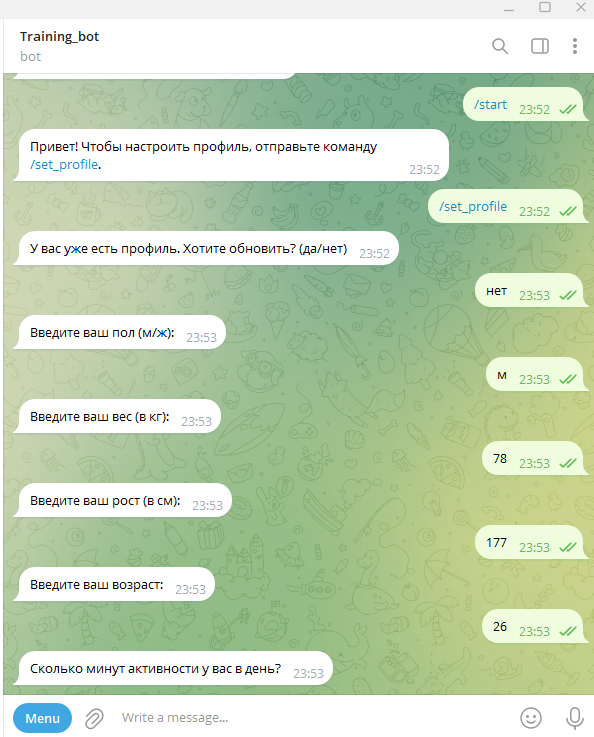 Training_bot
bot
/start 23:52
Привет! Чтобы настроить профиль, отправьте команду
/set_profile. 23:52
/set_profile 23:52
У вас уже есть профиль. Хотите обновить? (да/нет) 23:52
нет 23:53
Введите ваш пол (м/ж): 23:53
м 23:53
Введите ваш вес (в кг): 23:53
78 23:53
Введите ваш рост (в см): 23:53
177 23:53
Введите ваш возраст: 23:53
26 23:53
Сколько минут активности у вас в день? 23:53
Menu Write a message...